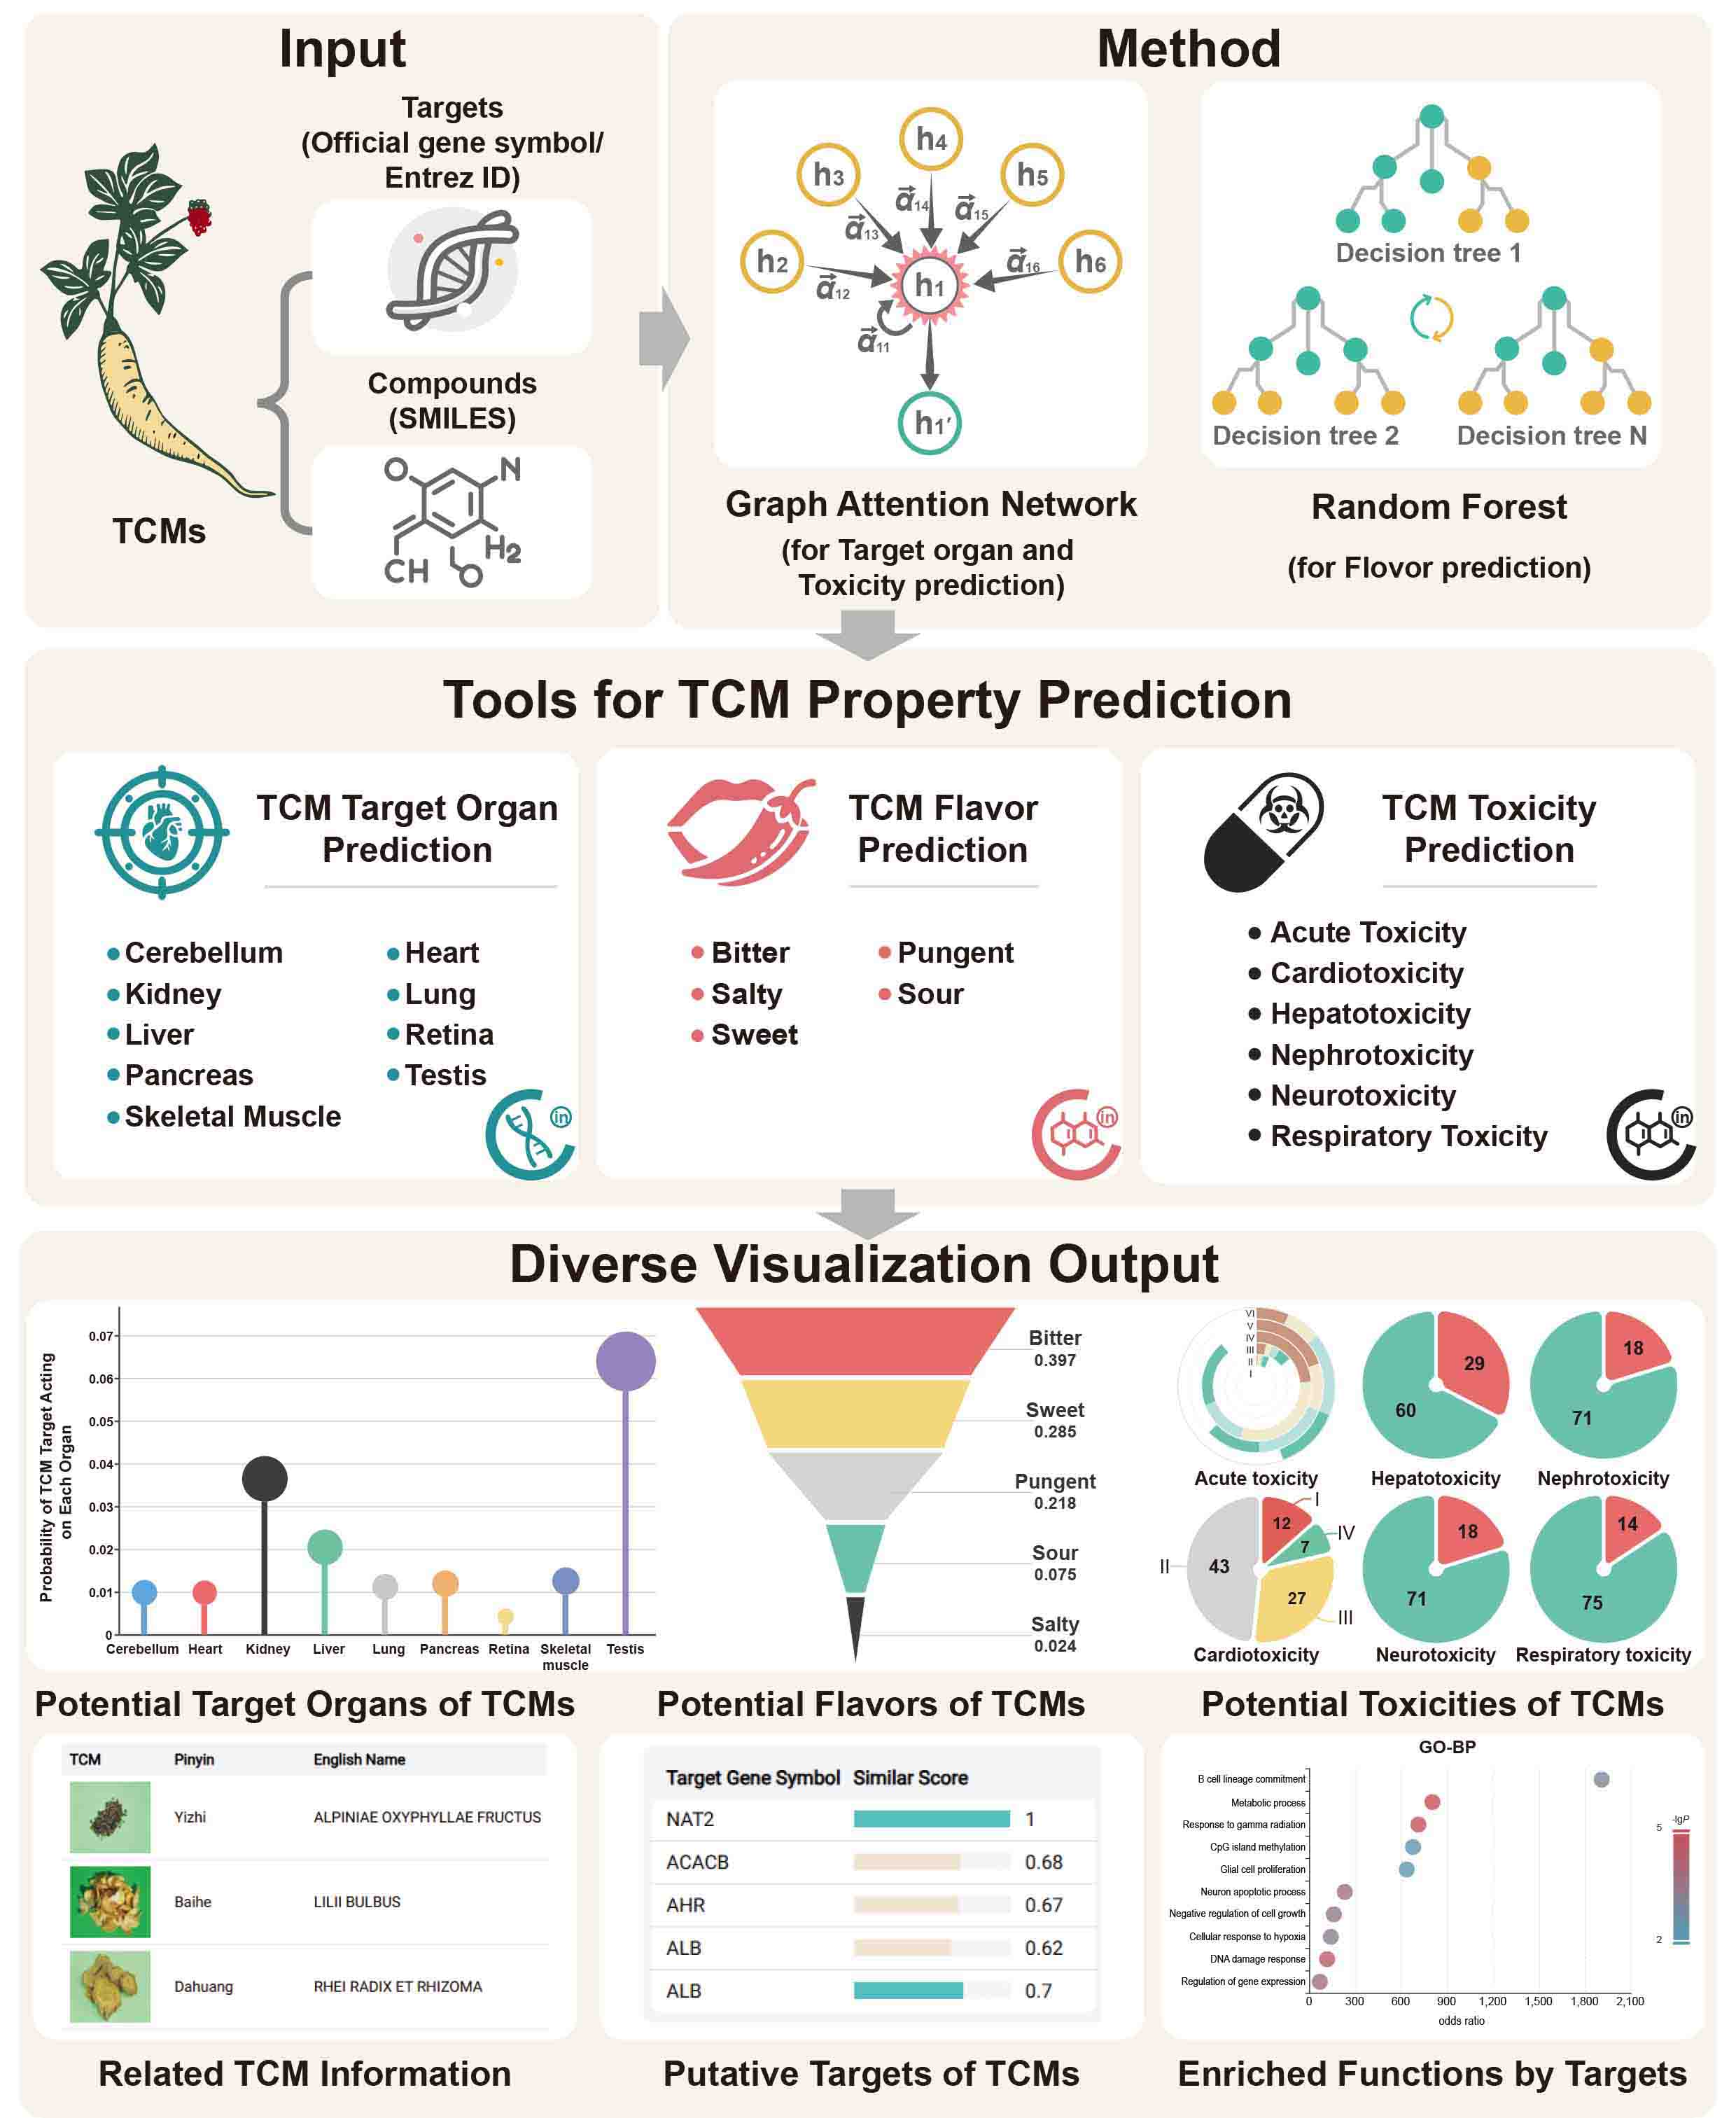 Input
Targets
(Official gene symbol/
Entrez ID)
Compounds
(SMILES)
O
N
H2
CH
O
TCMs
Method
h4
h3
h5
h2
h6
h1
h1′
α⃗14
α⃗13
α⃗15
α⃗12
α⃗16
α⃗11
Graph Attention Network
(for Target organ and
Toxicity prediction)
Decision tree 1
Decision tree 2
Decision tree N
Random Forest
(for Flovor prediction)
Tools for TCM Property Prediction
TCM Target Organ
Prediction
Cerebellum
Kidney
Liver
Pancreas
Skeletal Muscle
Heart
Lung
Retina
Testis
in
TCM Flavor
Prediction
Bitter
Salty
Sweet
Pungent
Sour
in
TCM Toxicity
Prediction
Acute Toxicity
Cardiotoxicity
Hepatotoxicity
Nephrotoxicity
Neurotoxicity
Respiratory Toxicity
in
Diverse Visualization Output
Probability of TCM Target Acting
on Each Organ
0.07
0.06
0.05
0.04
0.03
0.02
0.01
0
Cerebellum
Heart
Kidney
Liver
Lung
Pancreas
Retina
Skeletal
muscle
Testis
Potential Target Organs of TCMs
Bitter
0.397
Sweet
0.285
Pungent
0.218
Sour
0.075
Salty
0.024
Potential Flavors of TCMs
VI
V
IV
III
II
I
Acute toxicity
29
60
Hepatotoxicity
18
71
Nephrotoxicity
I
12
IV
7
II
43
27
III
Cardiotoxicity
18
71
Neurotoxicity
14
75
Respiratory toxicity
Potential Toxicities of TCMs
TCM Pinyin English Name
Yizhi ALPINIAE OXYPHYLLAE FRUCTUS
Baihe LILII BULBUS
Dahuang RHEI RADIX ET RHIZOMA
Related TCM Information
Target Gene Symbol Similar Score
NAT2 1
ACACB 0.68
AHR 0.67
ALB 0.62
ALB 0.7
Putative Targets of TCMs
GO-BP
B cell lineage commitment
Metabolic process
Response to gamma radiation
CpG island methylation
Glial cell proliferation
Neuron apoptotic process
Negative regulation of cell growth
Cellular response to hypoxia
DNA damage response
Regulation of gene expression
0 300 600 900 1,200 1,500 1,800 2,100
odds ratio
-lgP
5
2
Enriched Functions by Targets